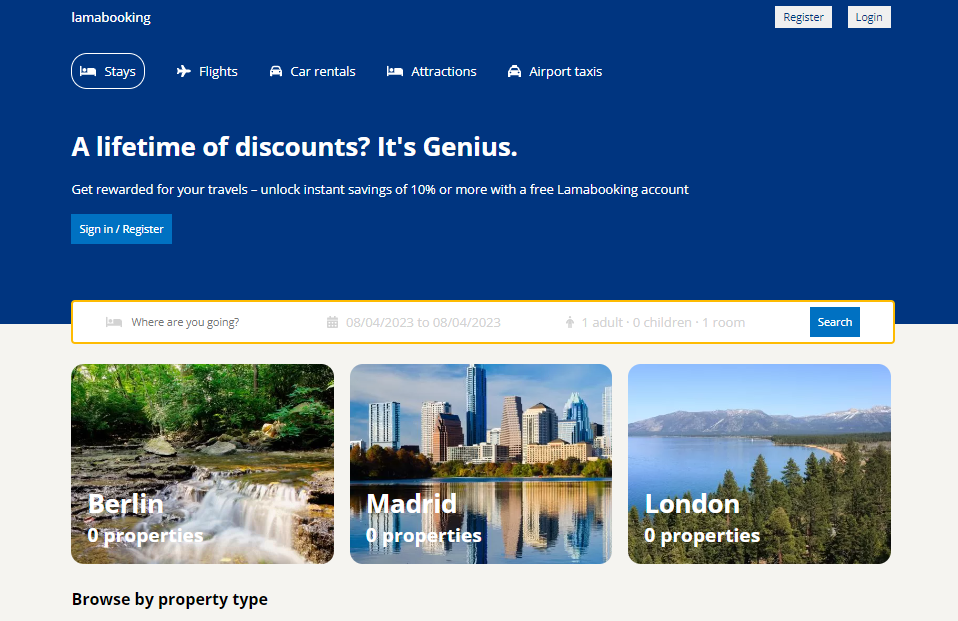 lamabooking
Register
Login
Stays
Flights
Car rentals
Attractions
Airport taxis
A lifetime of discounts? It's Genius.
Get rewarded for your travels – unlock instant savings of 10% or more with a free Lamabooking account
Sign in / Register
Where are you going?
08/04/2023 to 08/04/2023
1 adult · 0 children · 1 room
Search
Berlin
0 properties
Madrid
0 properties
London
0 properties
Browse by property type